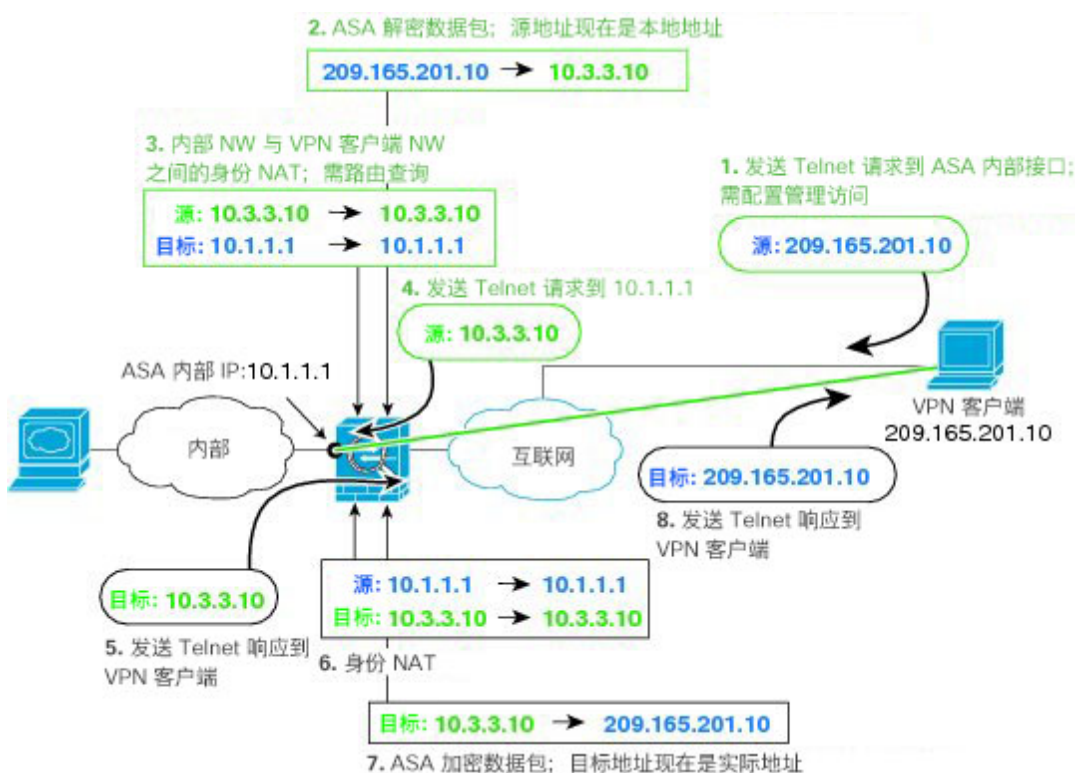 2. ASA 解密数据包；源地址现在是本地地址
209.165.201.10 → 10.3.3.10
3. 内部 NW 与 VPN 客户端 NW
之间的身份 NAT；需路由查询
源: 10.3.3.10 → 10.3.3.10
目标: 10.1.1.1 → 10.1.1.1
1. 发送 Telnet 请求到 ASA 内部接口;
需配置管理访问
源: 209.165.201.10
4. 发送 Telnet 请求到 10.1.1.1
源: 10.3.3.10
ASA 内部 IP:10.1.1.1
内部
互联网
VPN 客户端
209.165.201.10
目标: 209.165.201.10
8. 发送 Telnet 响应到
VPN 客户端
目标: 10.3.3.10
5. 发送 Telnet 响应到
VPN 客户端
源: 10.1.1.1 → 10.1.1.1
目标: 10.3.3.10 → 10.3.3.10
6. 身份 NAT
目标: 10.3.3.10 → 209.165.201.10
7. ASA 加密数据包；目标地址现在是实际地址